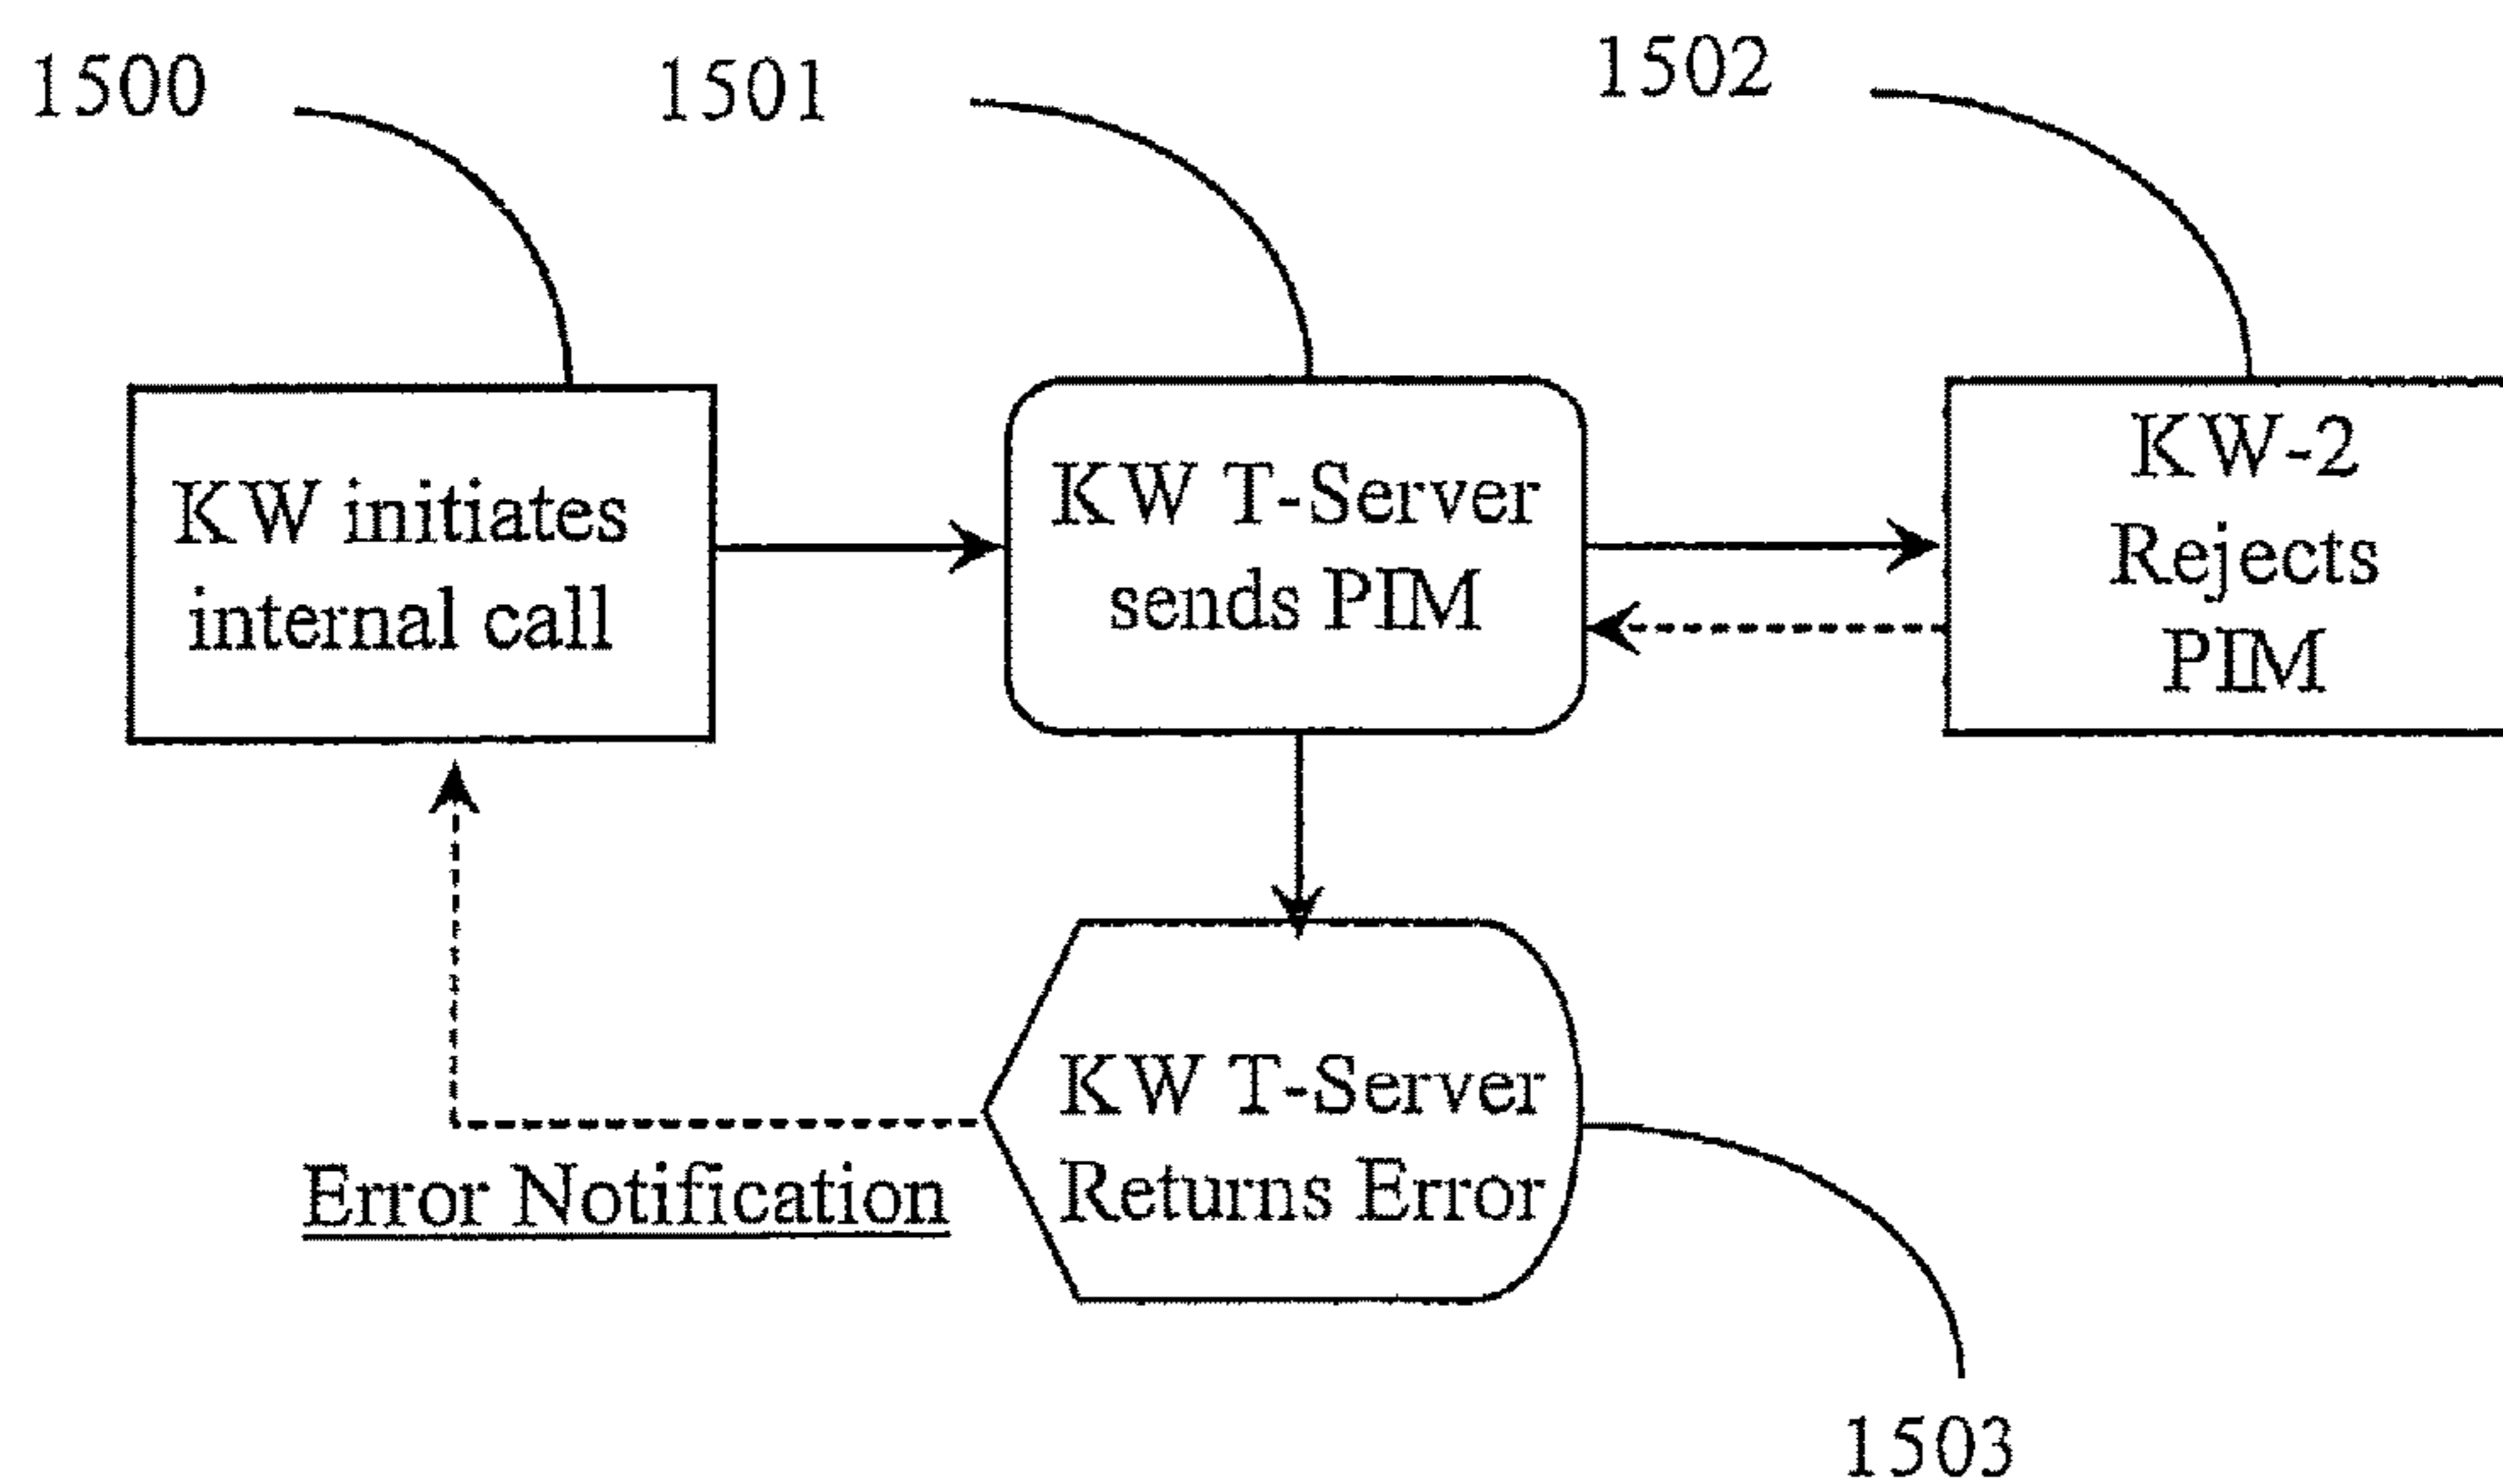 1500
1501
1502
KW initiates
internal call
KW T-Server
sends PIM
KW-2
Rejects
PIM
KW T-Server
Returns Error
Error Notification
1503